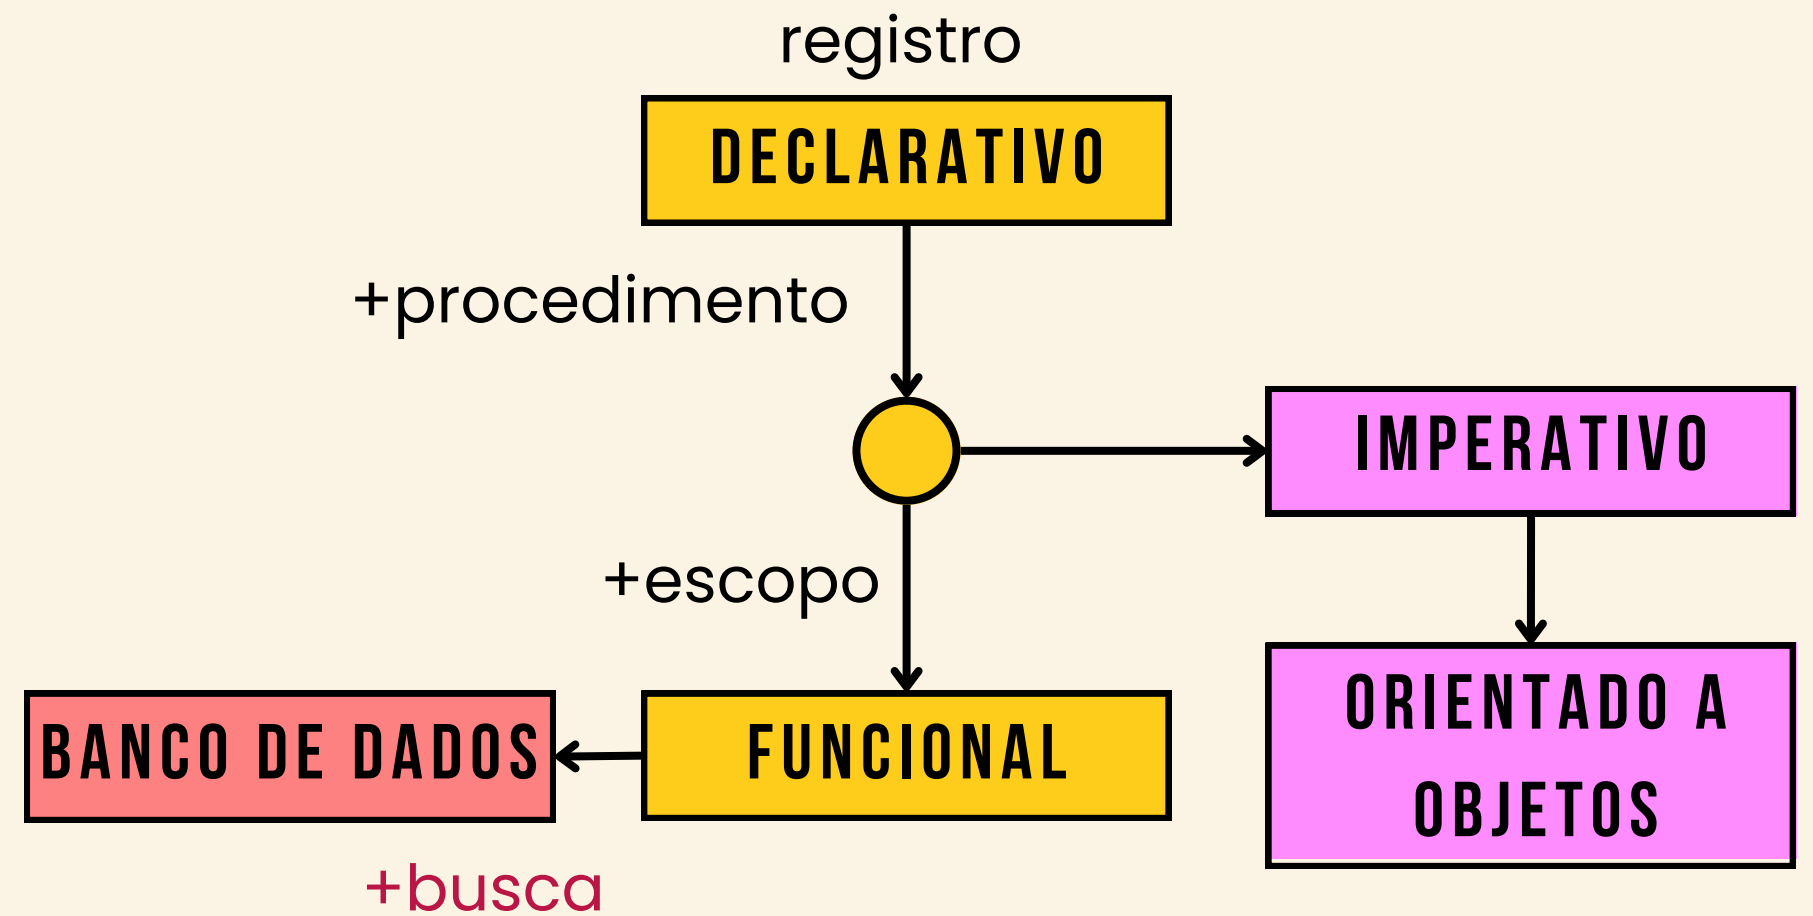 registro
DECLARATIVO
+procedimento
IMPERATIVO
+escopo
ORIENTADO A
OBJETOS
BANCO DE DADOS
FUNCIONAL
+busca